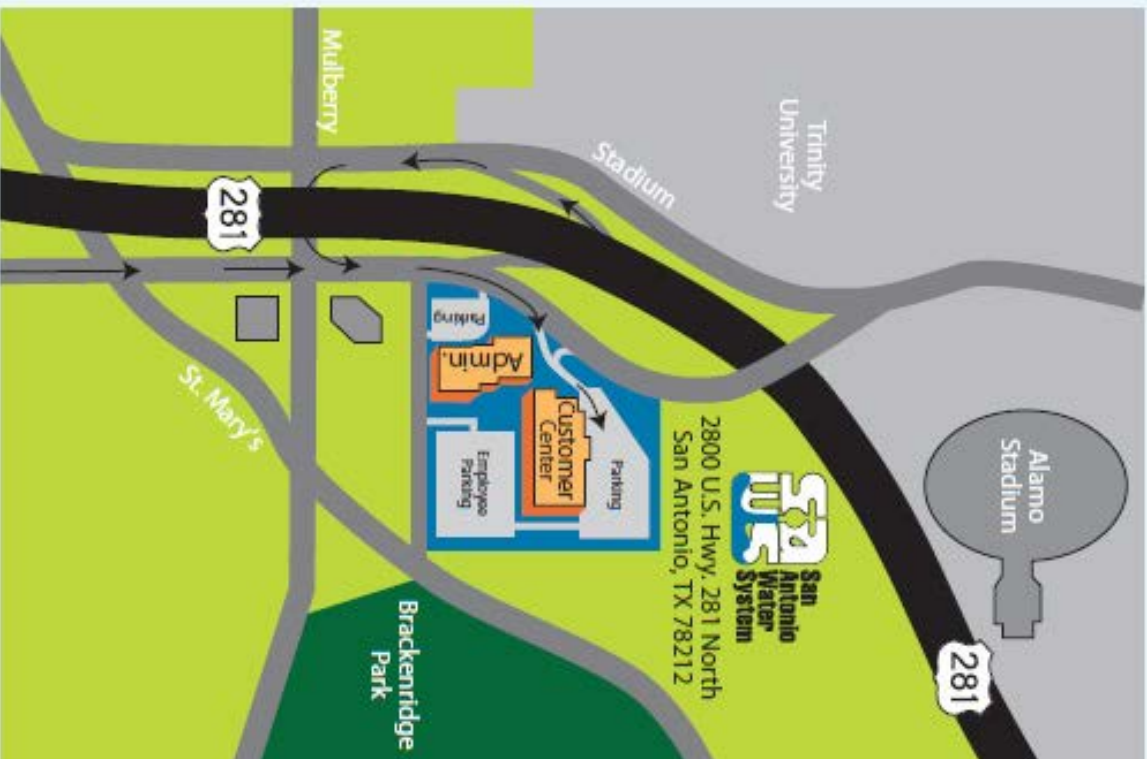 Trinity
University
Alamo
Stadium
Stadium
Mulberry
281
281
San
Antonio
Water
System
2800 U.S. Hwy. 281 North
San Antonio, TX 78212
Parking
Customer
Center
Admin.
Parking
Employee
Parking
St. Mary's
Brackenridge
Park